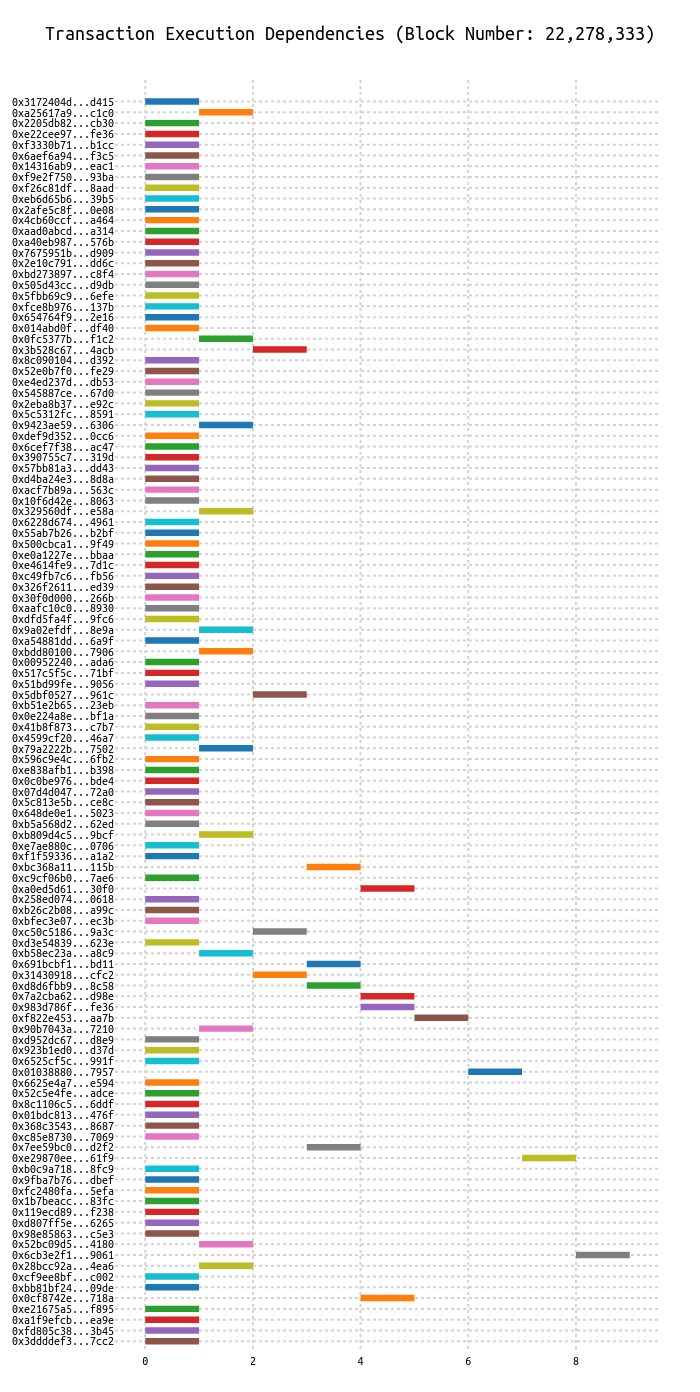 Transaction Execution Dependencies (Block Number: 22,278,333)
0x3172404d...d415
0xa25617a9...c1c0
0x2205db82...cb30
0xe22cee97...fe36
0xf3330b71...b1cc
0x6aef6a94...f3c5
0x14316ab9...eac1
0xf9e2f750...93ba
0xf26c81df...8aad
0xeb6d65b6...39b5
0x2afe5c8f...0e08
0x4cb60ccf...a464
0xaad0abcd...a314
0xa40eb987...576b
0x7675951b...d909
0x2e10c791...dd6c
0xbd273897...c8f4
0x505d43cc...d9db
0x5fbb69c9...6efe
0xfce8b976...137b
0x654764f9...2e16
0x014abd0f...df40
0x0fc5377b...f1c2
0x3b528c67...4acb
0x8c090104...d392
0x52e0b7f0...fe29
0xe4ed237d...db53
0x545887ce...67d0
0x2eba8b37...e92c
0x5c5312fc...8591
0x9423ae59...6306
0xdef9d352...0cc6
0x6cef7f38...ac47
0x390755c7...319d
0x57bb81a3...dd43
0xd4ba24e3...8d8a
0xacf7b89a...563c
0x10f6d42e...8063
0x329560df...e58a
0x6228d674...4961
0x55ab7b26...b2bf
0x500cbca1...9f49
0xe0a1227e...bbaa
0xe4614fe9...7d1c
0xc49fb7c6...fb56
0x326f2611...ed39
0x30f0d000...266b
0xaafc10c0...8930
0xdfd5fa4f...9fc6
0x9a02efdf...8e9a
0xa54881dd...6a9f
0xbdd80100...7906
0x00952240...ada6
0x517c5f5c...71bf
0x51bd99fe...9056
0x5dbf0527...961c
0xb51e2b65...23eb
0x0e224a8e...bf1a
0x41b8f873...c7b7
0x4599cf20...46a7
0x79a2222b...7502
0x596c9e4c...6fb2
0xe838afb1...b398
0x0c0be976...bde4
0x07d4d047...72a0
0x5c813e5b...ce8c
0x648de0e1...5023
0xb5a568d2...62ed
0xb809d4c5...9bcf
0xe7ae880c...0706
0xf1f59336...a1a2
0xbc368a11...115b
0xc9cf06b0...7ae6
0xa0ed5d61...30f0
0x258ed074...0618
0xb26c2b08...a99c
0xbfec3e07...ec3b
0xc50c5186...9a3c
0xd3e54839...623e
0xb58ec23a...a8c9
0x691bcbf1...bd11
0x31430918...cfc2
0xd8d6fbb9...8c58
0x7a2cba62...d98e
0x983d786f...fe36
0xf822e453...aa7b
0x90b7043a...7210
0xd952dc67...d8e9
0x923b1ed0...d37d
0x6525cf5c...991f
0x01038880...7957
0x6625e4a7...e594
0x52c5e4fe...adce
0x8c1106c5...6ddf
0x01bdc813...476f
0x368c3543...8687
0xc85e8730...7069
0x7ee59bc0...d2f2
0xe29870ee...61f9
0xb0c9a718...8fc9
0x9fba7b76...dbef
0xfc2480fa...5efa
0x1b7beacc...83fc
0x119ecd89...f238
0xd807ff5e...6265
0x98e85863...c5e3
0x52bc09d5...4180
0x6cb3e2f1...9061
0x28bcc92a...4ea6
0xcf9ee8bf...c002
0xbb81bf24...09de
0x0cf8742e...718a
0xe21675a5...f895
0xa1f9efcb...ea9e
0xfd805c38...3b45
0x3ddddef3...7cc2
0 2 4 6 8